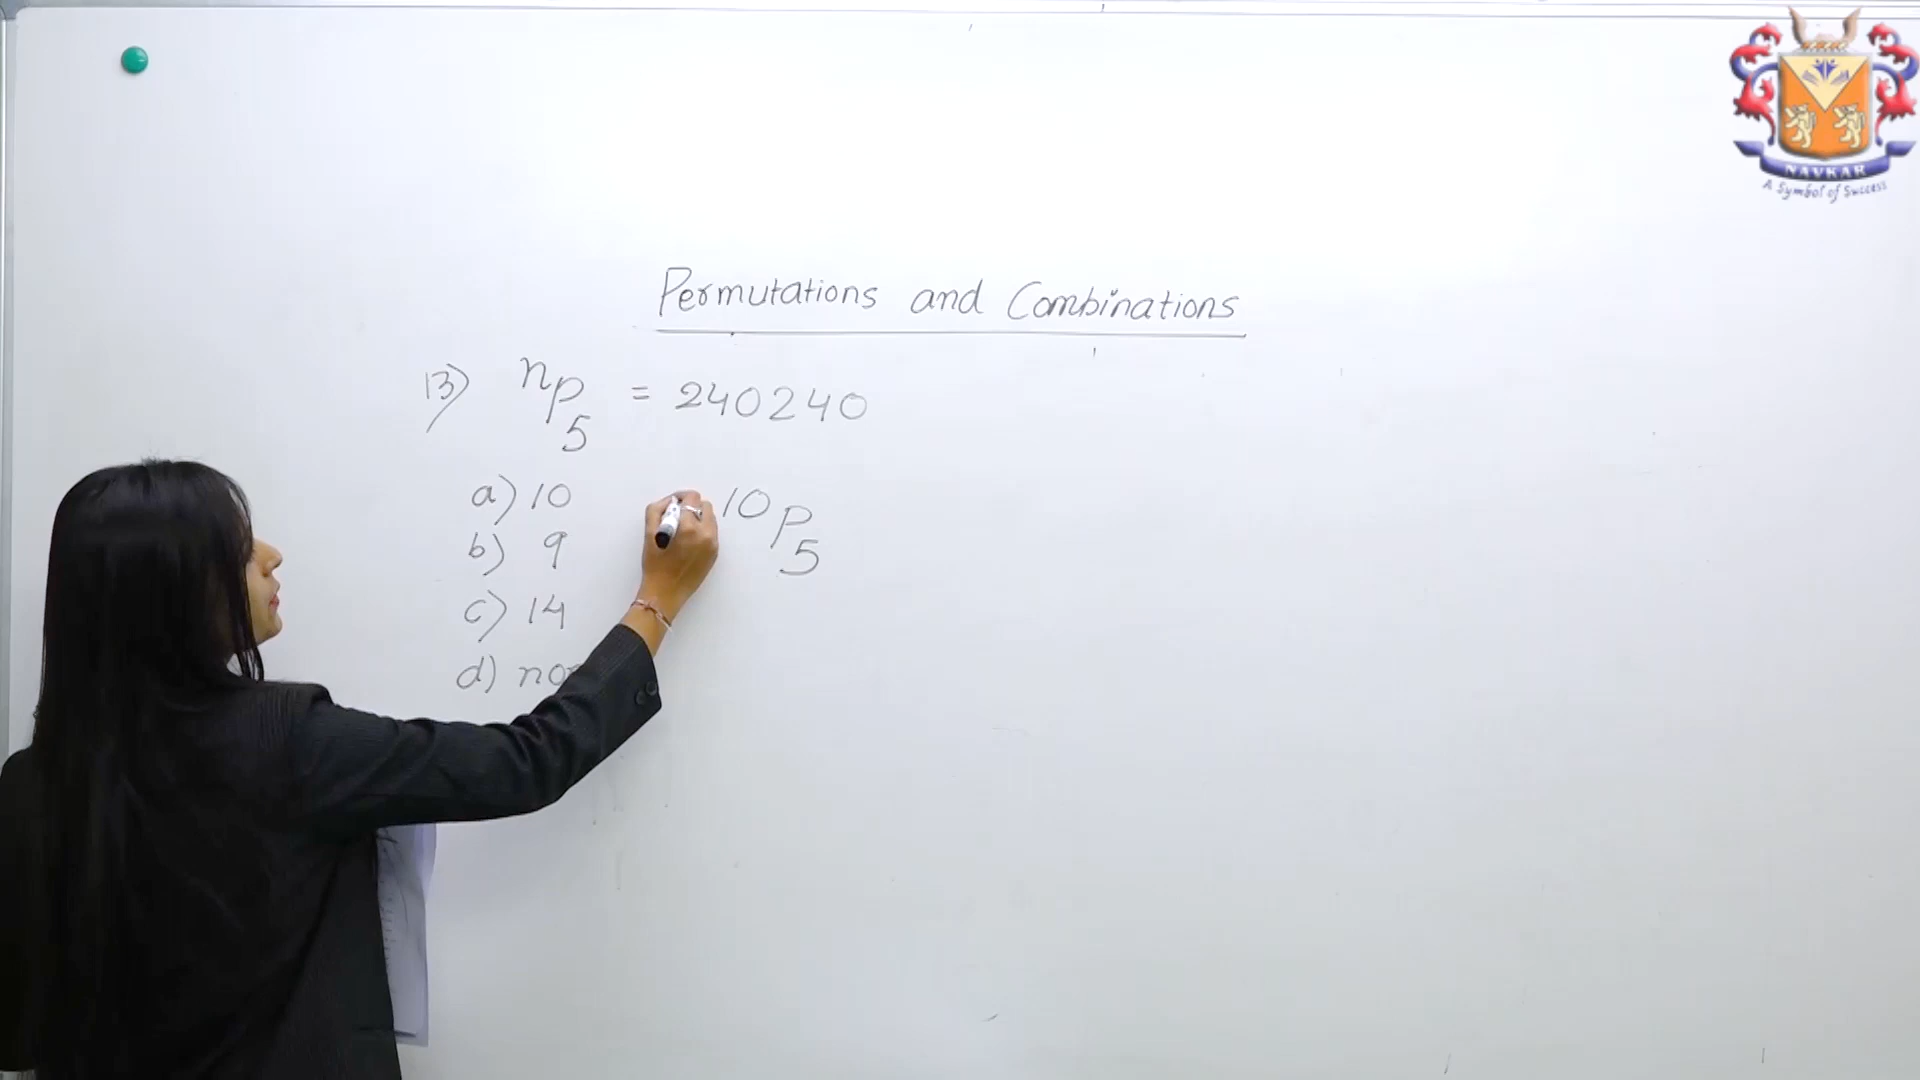 NAVKAR
A Symbol of Success
Permutations and Combinations
13) nP5 = 240240
a) 10
10P5
b) 9
c) 14
d)